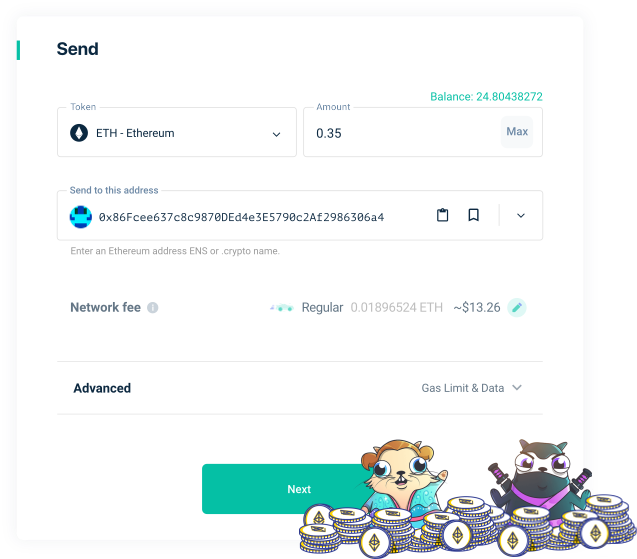 Send
Balance: 24.80438272
Token
Amount
ETH - Ethereum
0.35
Max
Send to this address
0x86Fcee637c8c9870DEd4e3E5790c2Af2986306a4
Enter an Ethereum address ENS or .crypto name.
Network fee
Regular 0.01896524 ETH ~$13.26
Advanced
Gas Limit & Data
Next